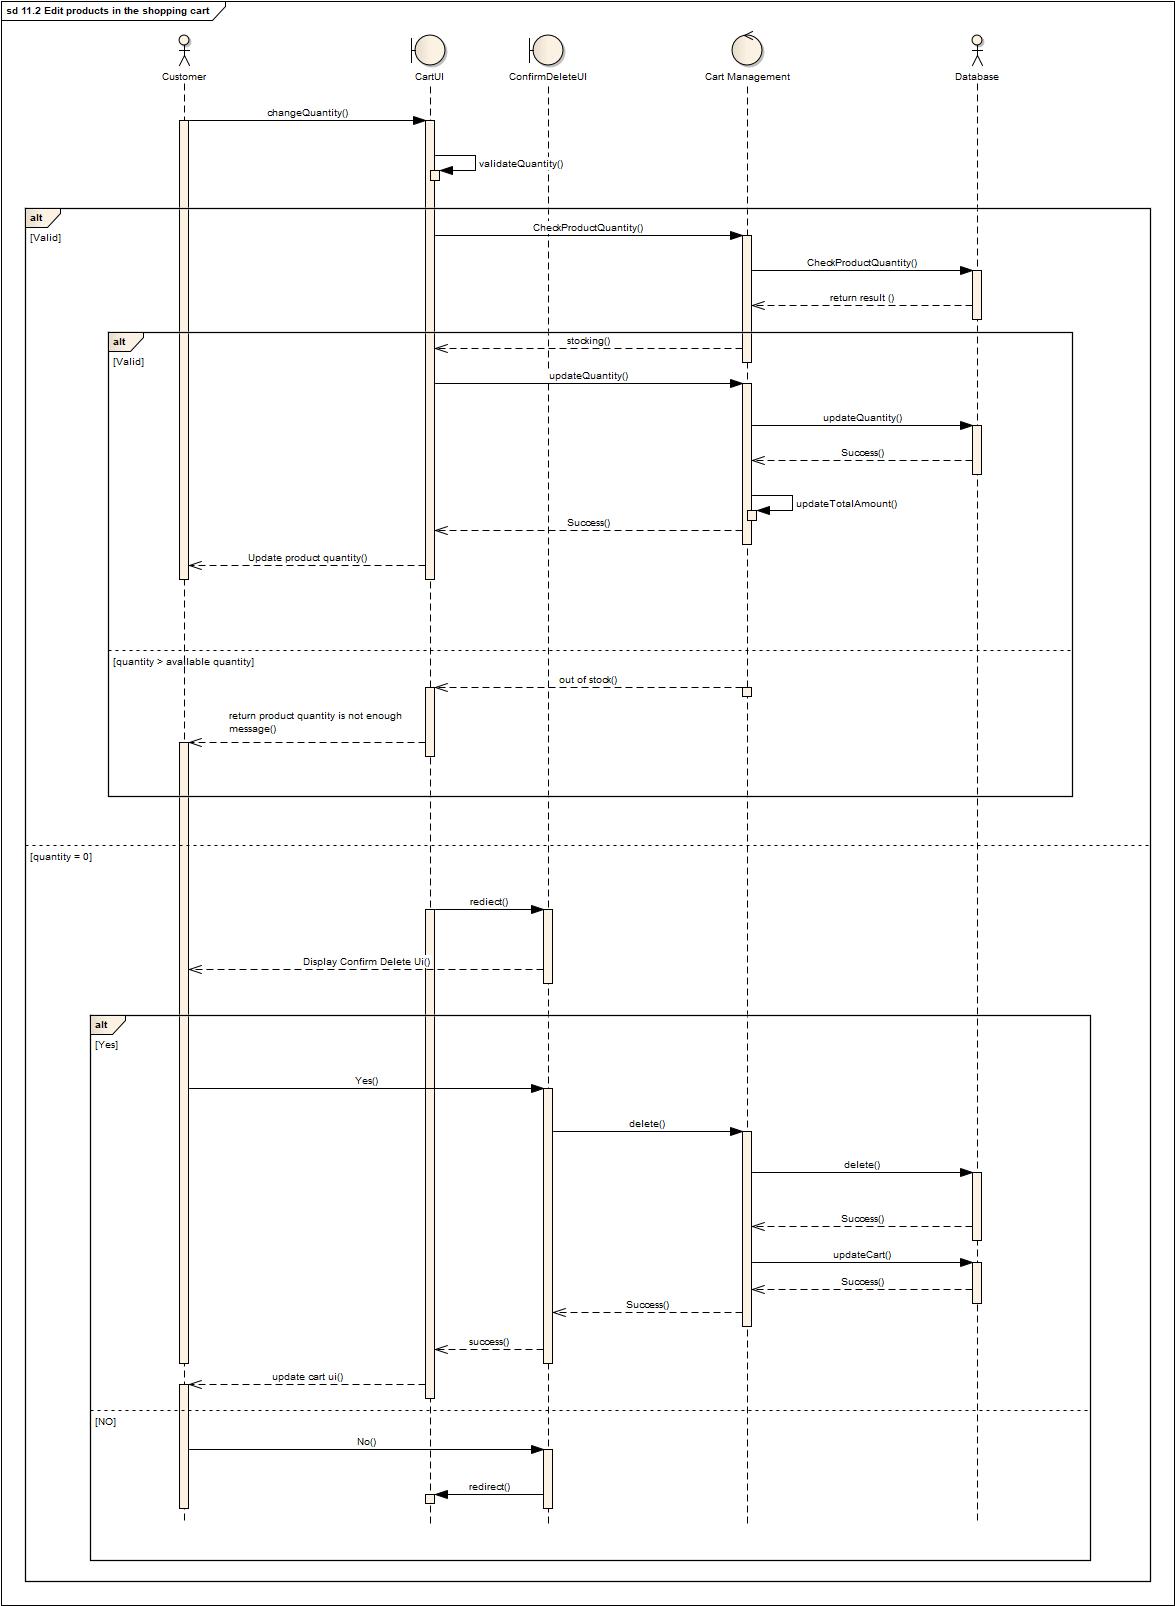 sd 11.2 Edit products in the shopping cart
Customer
CartUI
ConfirmDeleteUI
Cart Management
Database
changeQuantity()
validateQuantity()
alt
[Valid]
CheckProductQuantity()
CheckProductQuantity()
return result ()
alt
[Valid]
stocking()
updateQuantity()
updateQuantity()
Success()
updateTotalAmount()
Success()
Update product quantity()
[quantity > available quantity]
out of stock()
return product quantity is not enough
message()
[quantity = 0]
rediect()
Display Confirm Delete Ui()
alt
[Yes]
Yes()
delete()
delete()
Success()
updateCart()
Success()
Success()
success()
update cart ui()
[NO]
No()
redirect()